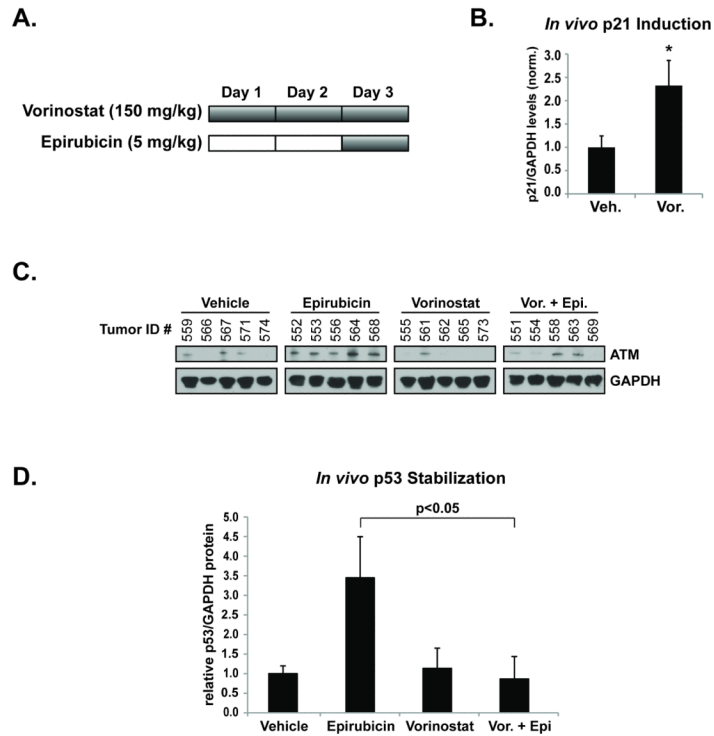 A.
Day 1 Day 2 Day 3
Vorinostat (150 mg/kg)
Epirubicin (5 mg/kg)
B.
In vivo p21 Induction
p21/GAPDH levels (norm.)
3.0
2.5
2.0
1.5
1.0
0.5
0.0
*
Veh. Vor.
C.
Vehicle Epirubicin Vorinostat Vor. + Epi.
Tumor ID #
559 566 567 571 574 552 553 556 564 568 555 561 562 565 573 551 554 558 563 569
ATM
GAPDH
D.
In vivo p53 Stabilization
p<0.05
relative p53/GAPDH protein
5.0
4.5
4.0
3.5
3.0
2.5
2.0
1.5
1.0
0.5
0.0
Vehicle Epirubicin Vorinostat Vor. + Epi